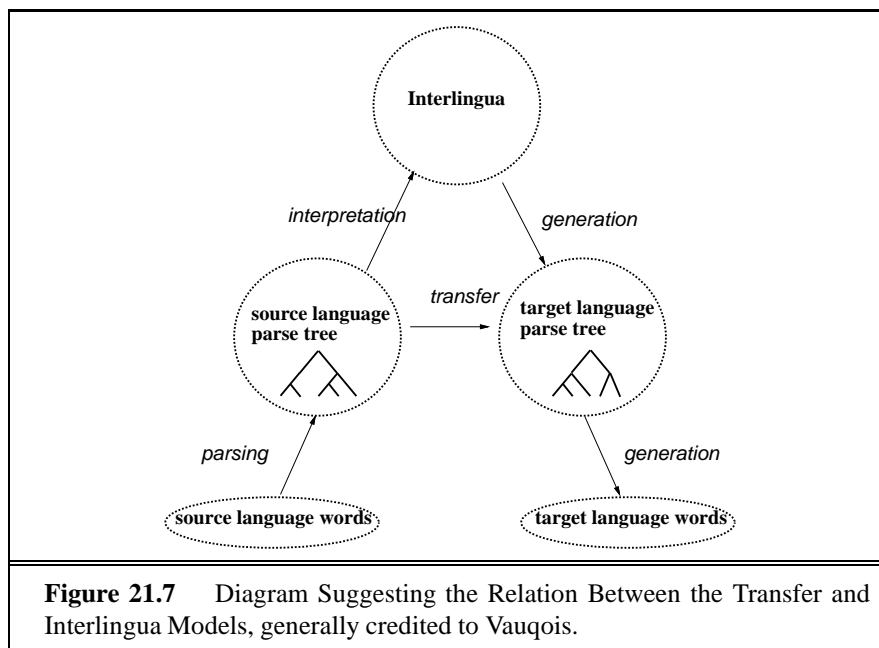 Interlingua
interpretation
generation
transfer
source language
parse tree
target language
parse tree
parsing
generation
source language words
target language words
Figure 21.7 Diagram Suggesting the Relation Between the Transfer and
Interlingua Models, generally credited to Vauqois.